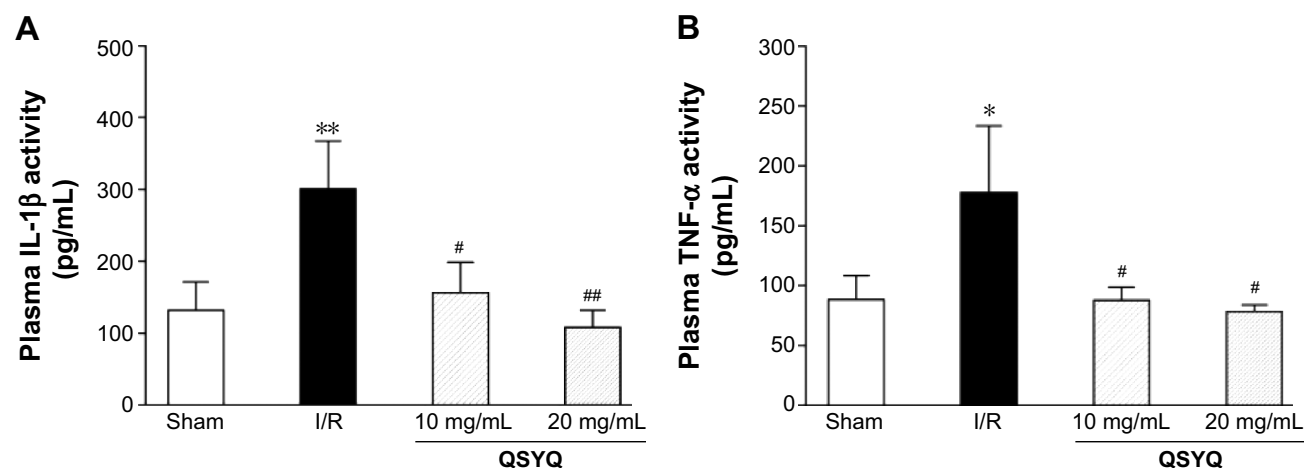 A
Plasma IL-1β activity
(pg/mL)
500
400
300
200
100
0
**
#
##
Sham
I/R
10 mg/mL
20 mg/mL
QSYQ
B
Plasma TNF-α activity
(pg/mL)
300
250
200
150
100
50
0
*
#
#
Sham
I/R
10 mg/mL
20 mg/mL
QSYQ